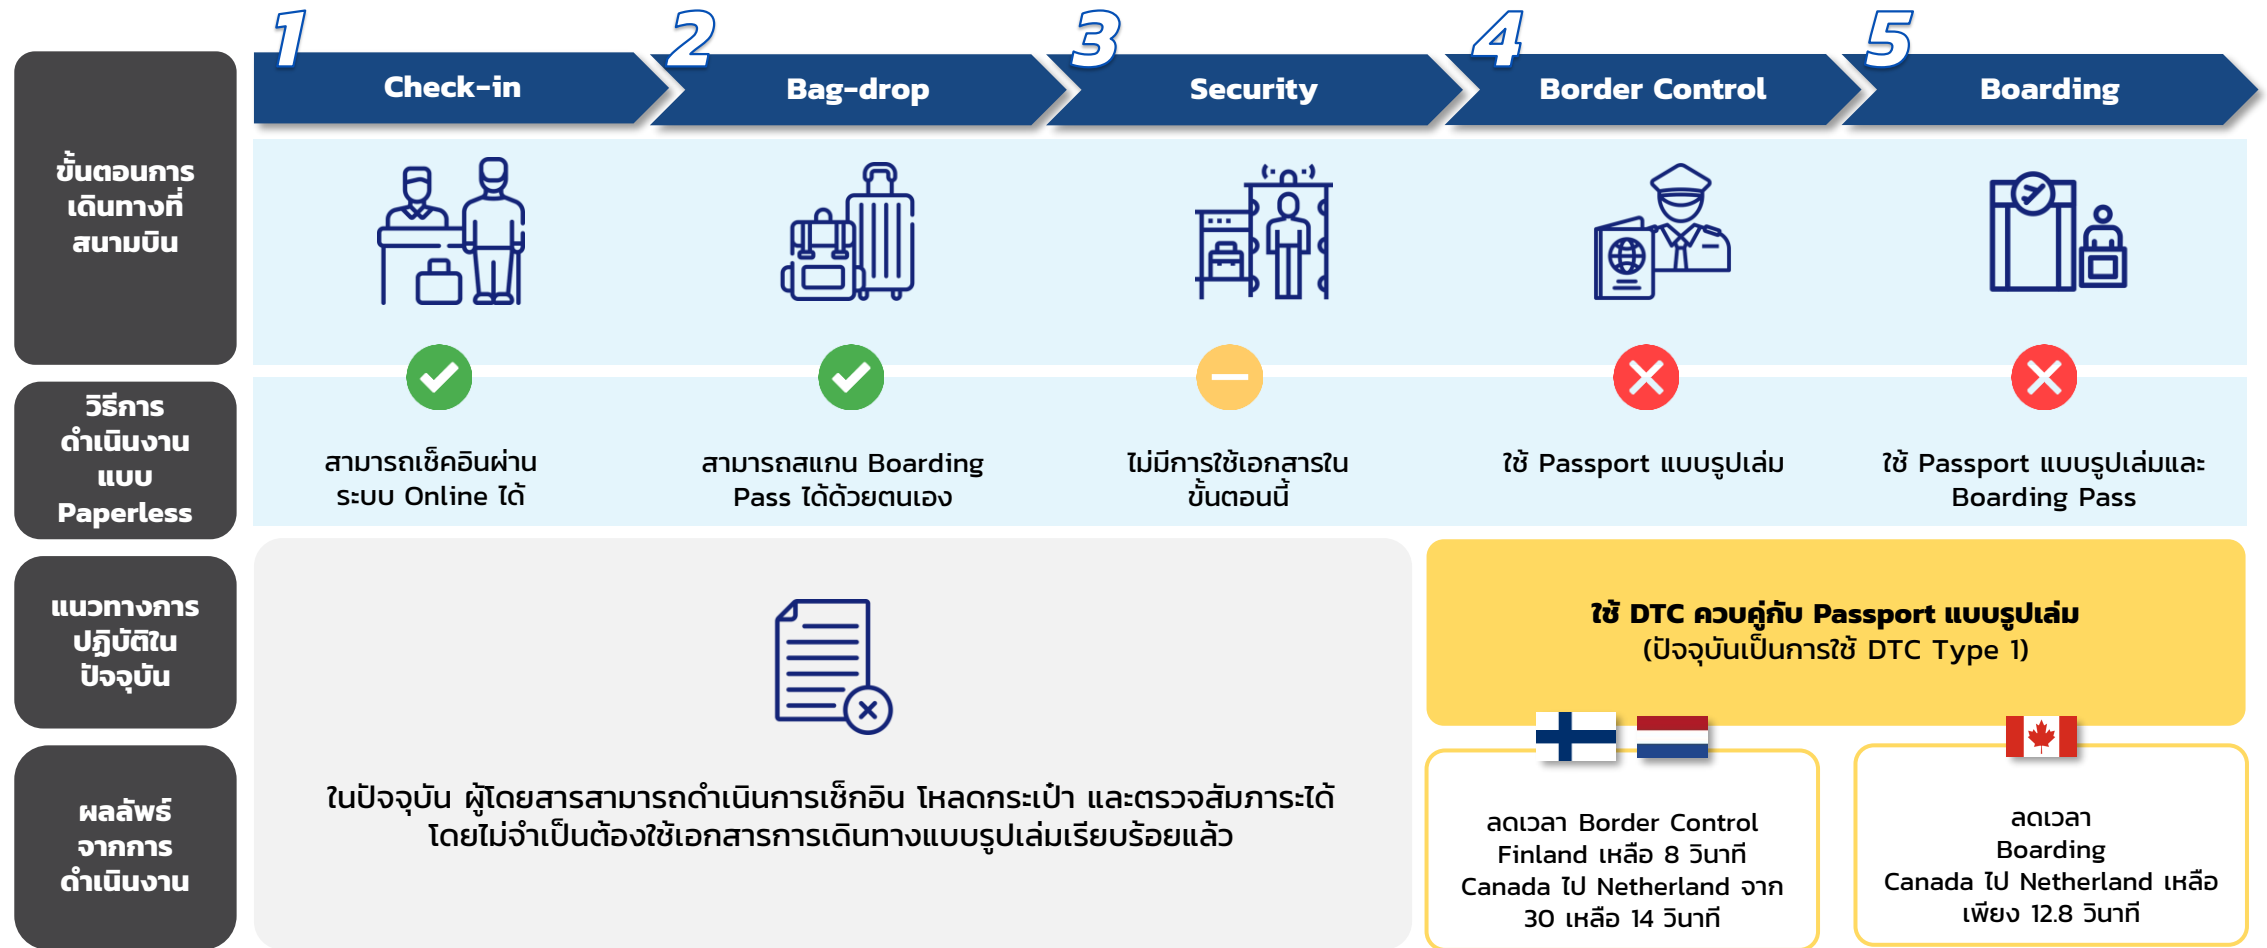 1
Check-in
2
Bag-drop
3
Security
4
Border Control
5
Boarding
ขั้นตอนการ
เดินทางที่
สนามบิน
วิธีการ
ดำเนินงาน
แบบ
Paperless
สามารถเช็คอินผ่าน
ระบบ Online ได้
สามารถสแกน Boarding
Pass ได้ด้วยตนเอง
ไม่มีการใช้เอกสารใน
ขั้นตอนนี้
ใช้ Passport แบบรูปเล่ม
ใช้ Passport แบบรูปเล่มและ
Boarding Pass
แนวทางการ
ปฏิบัติใน
ปัจจุบัน
ใช้ DTC ควบคู่กับ Passport แบบรูปเล่ม
(ปัจจุบันเป็นการใช้ DTC Type 1)
ผลลัพธ์
จากการ
ดำเนินงาน
ในปัจจุบัน ผู้โดยสารสามารถดำเนินการเช็กอิน โหลดกระเป๋า และตรวจสัมภาระได้
โดยไม่จำเป็นต้องใช้เอกสารการเดินทางแบบรูปเล่มเรียบร้อยแล้ว
ลดเวลา Border Control
Finland เหลือ 8 วินาที
Canada ไป Netherland จาก
30 เหลือ 14 วินาที
ลดเวลา
Boarding
Canada ไป Netherland เหลือ
เพียง 12.8 วินาที